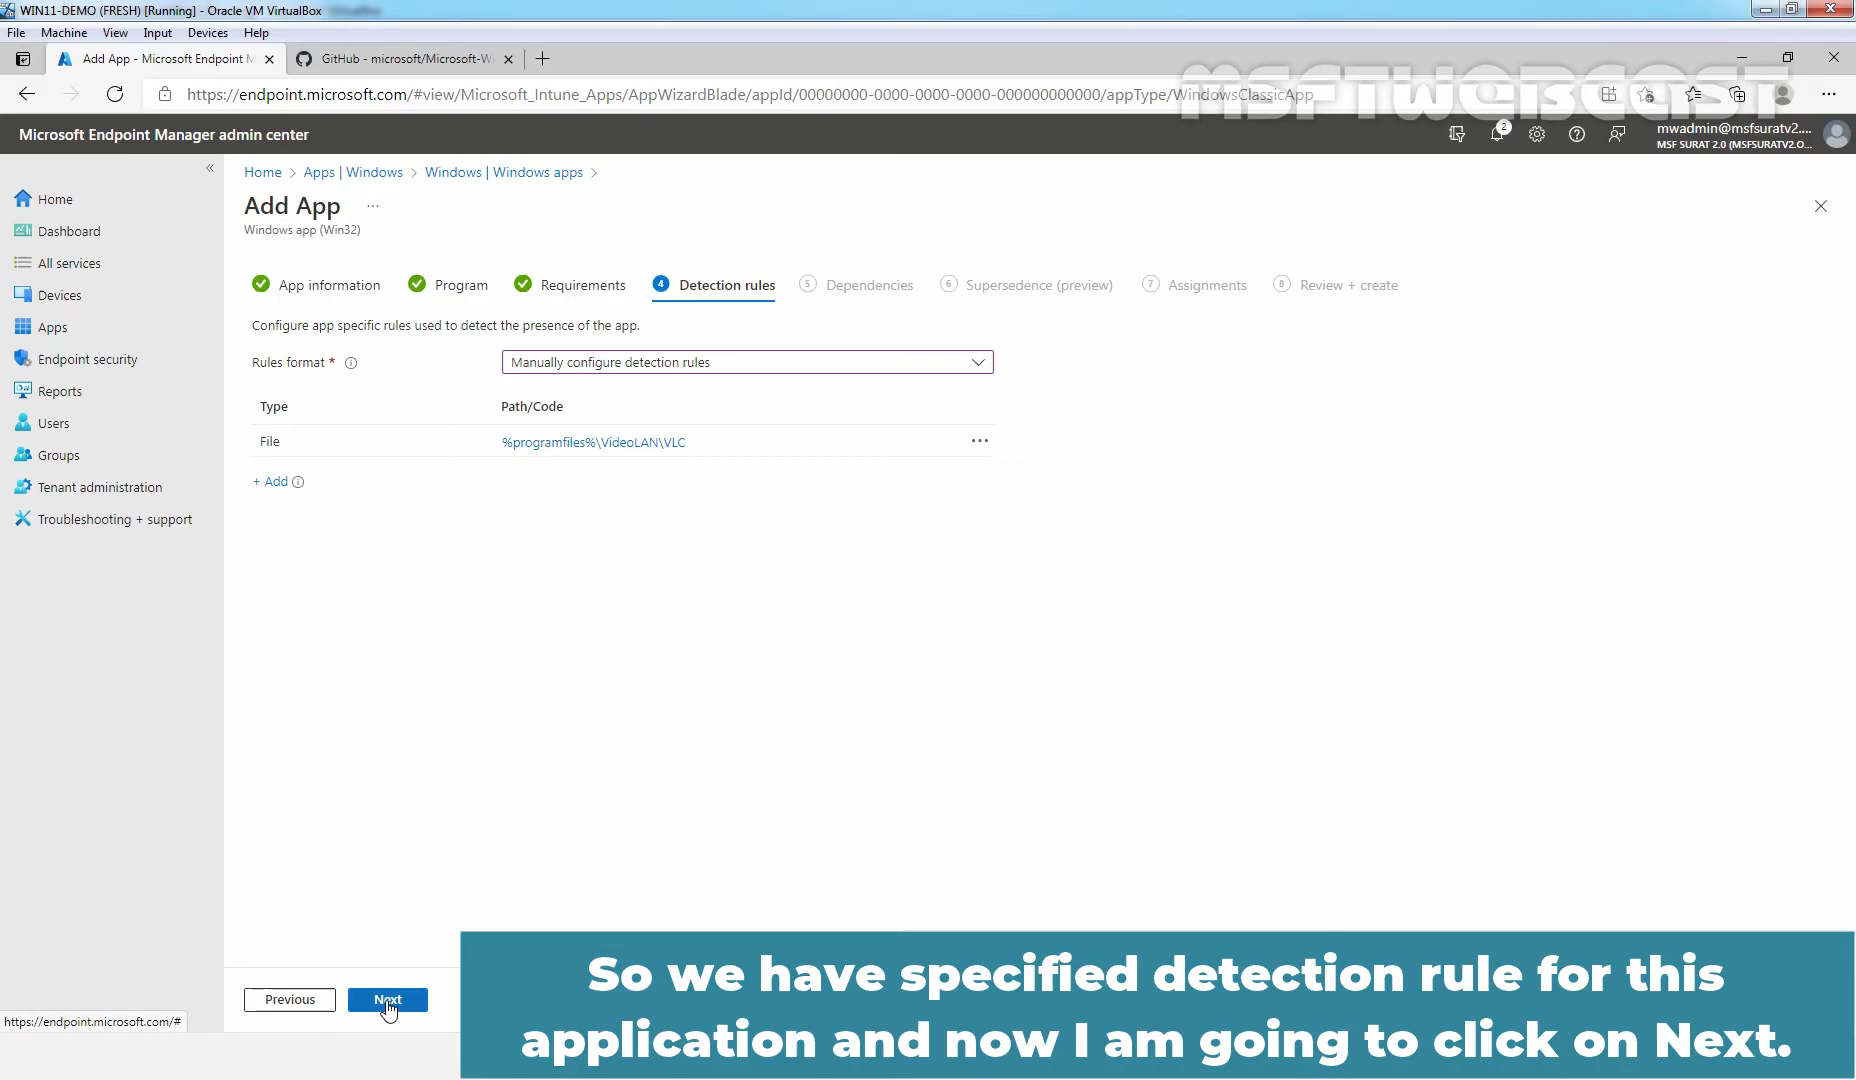 WIN11-DEMO (FRESH) [Running] - Oracle VM VirtualBox
File Machine View Input Devices Help
Add App - Microsoft Endpoint M
GitHub - microsoft/Microsoft-Wi
https://endpoint.microsoft.com/#view/Microsoft_Intune_Apps/AppWizardBlade/appId/00000000-0000-0000-0000-000000000000/appType/WindowsClassicApp
MSFTWEBCAST
Microsoft Endpoint Manager admin center
2
mwadmin@msfsuratv2....
MSF SURAT 2.0 (MSFSURATV2.O...
Home
Dashboard
All services
Devices
Apps
Endpoint security
Reports
Users
Groups
Tenant administration
Troubleshooting + support
Home > Apps | Windows > Windows | Windows apps >
Add App ...
Windows app (Win32)
App information
Program
Requirements
4 Detection rules
5 Dependencies
6 Supersedence (preview)
7 Assignments
8 Review + create
Configure app specific rules used to detect the presence of the app.
Rules format *
Manually configure detection rules
Type Path/Code
File %programfiles%\VideoLAN\VLC ...
+ Add
Previous Next
https://endpoint.microsoft.com/#
So we have specified detection rule for this
application and now I am going to click on Next.